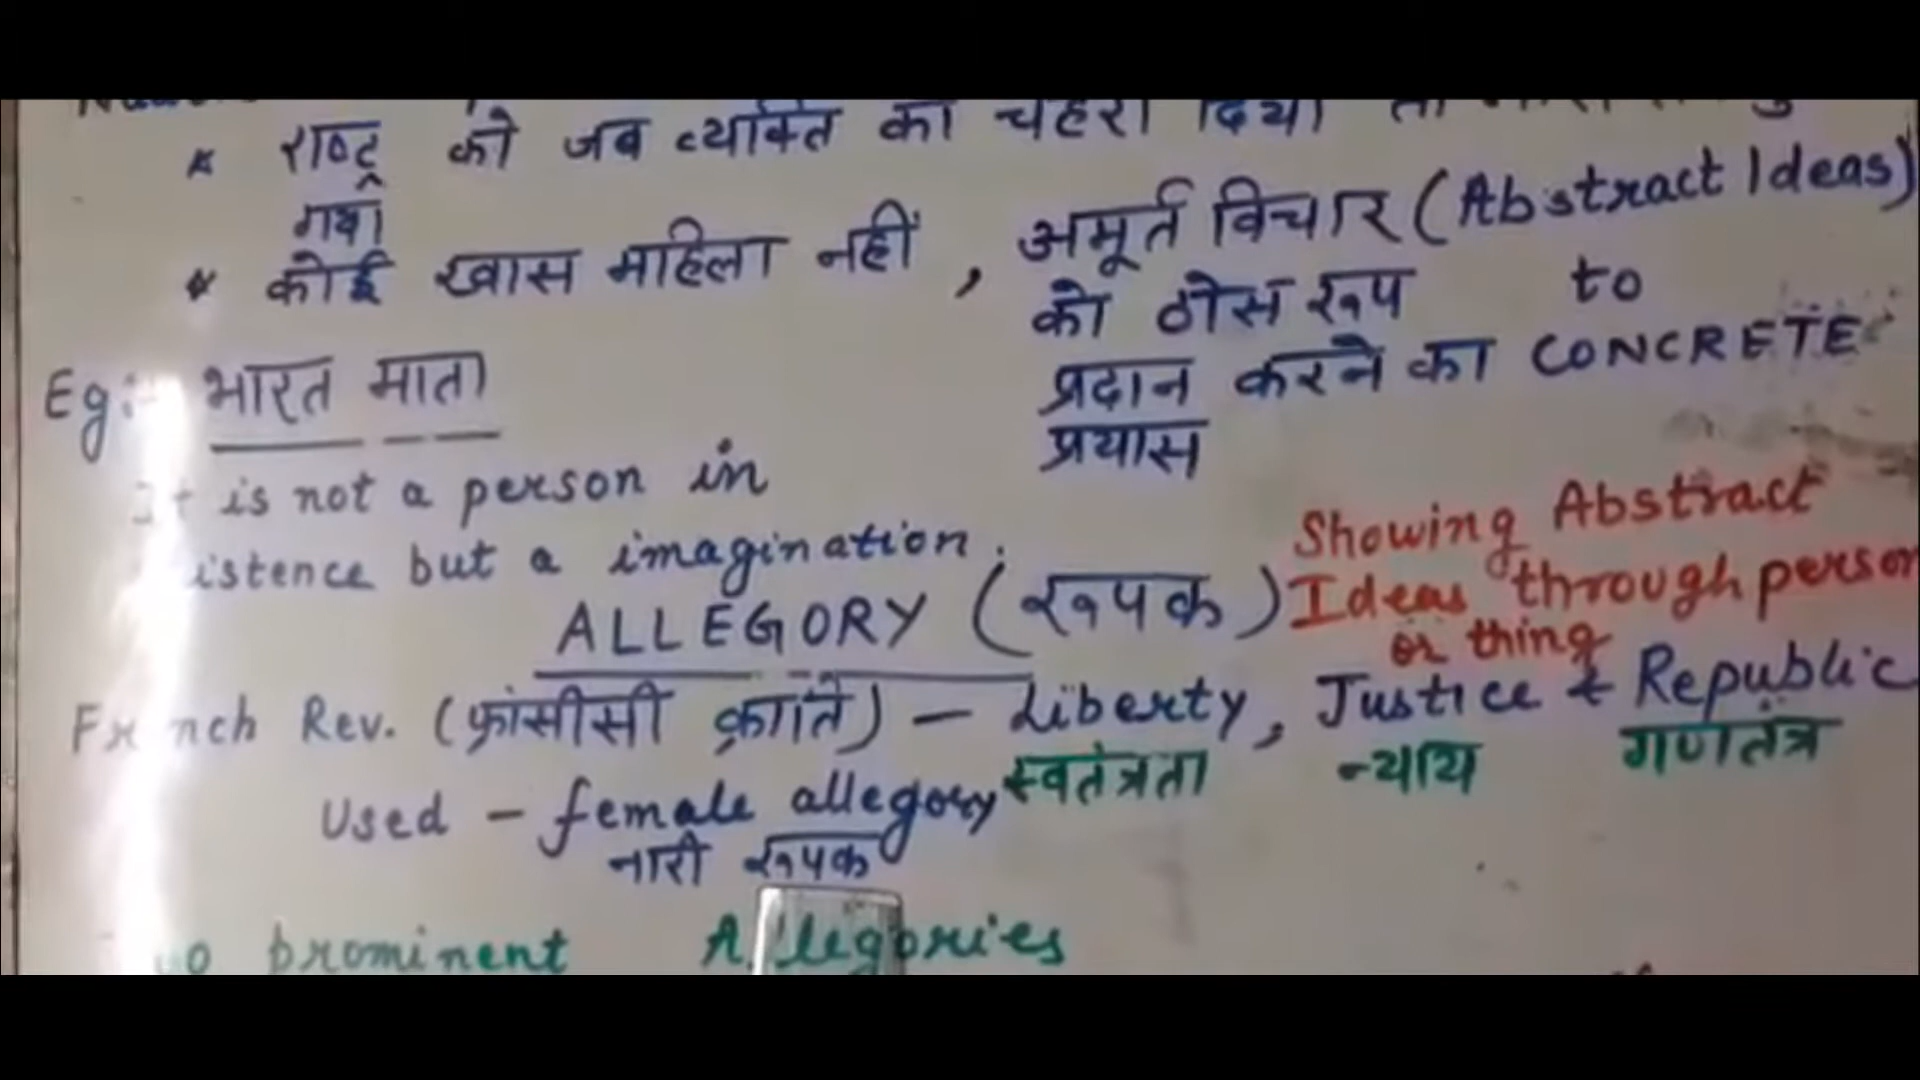 * राष्ट्र को जब व्यक्ति का चेहरा दिया
गया
* कोई खास महिला नहीं, अमूर्त विचार (Abstract Ideas)
को ठोस रूप to
प्रदान करने का CONCRETE
प्रयास
Eg:- भारत माता
It is not a person in
istence but a imagination.
Showing Abstract
ALLEGORY (रूपक) Ideas through person
or thing
French Rev. (फ्रांसीसी क्रांति) – Liberty, Justice & Republic
स्वतंत्रता न्याय गणतंत्र
Used – female allegory
नारी रूपक
prominent Allegories